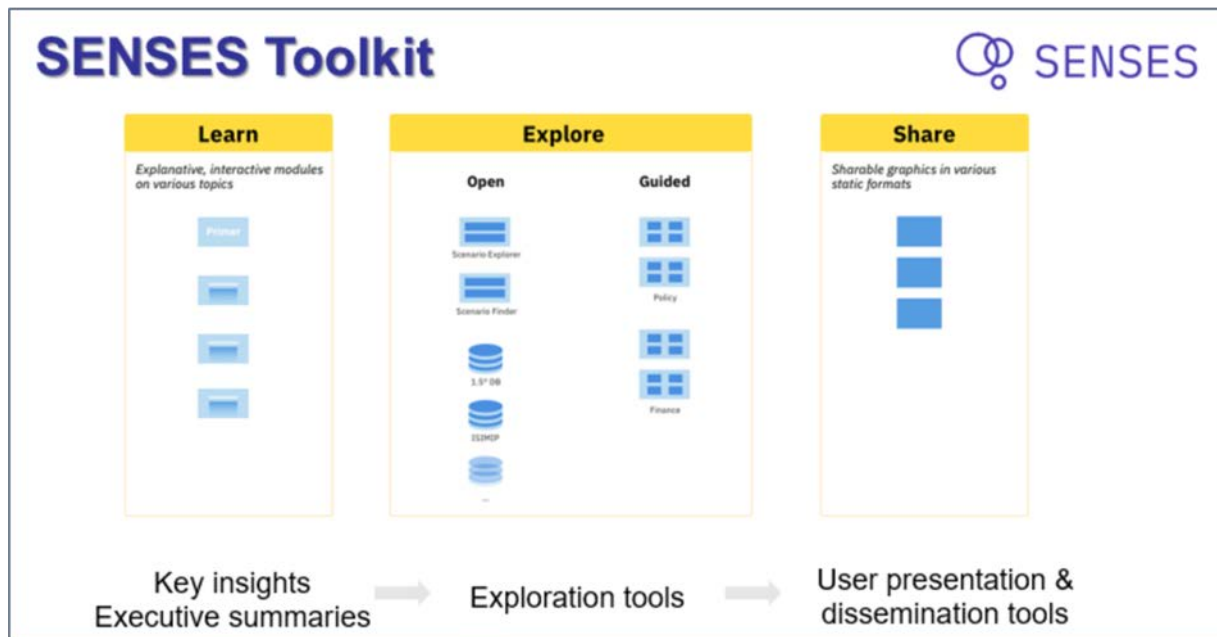 SENSES Toolkit
SENSES
Learn
Explanative, interactive modules
on various topics
Primer
Explore
Open
Guided
Scenario Explorer
Scenario Finder
1.5° DB
ISIMIP
...
Policy
Finance
Share
Sharable graphics in various
static formats
Key insights
Executive summaries
Exploration tools
User presentation &
dissemination tools